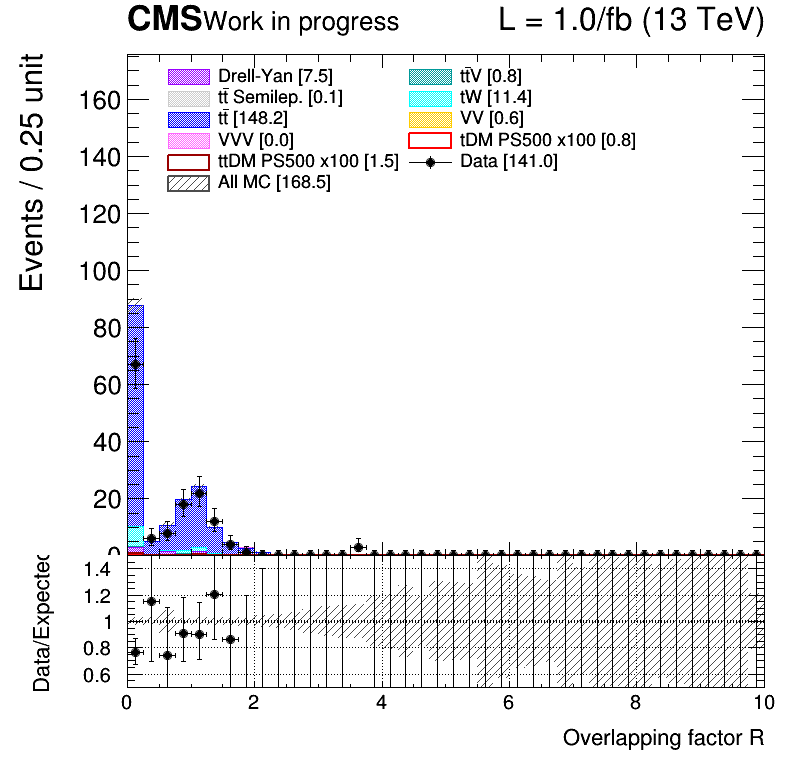 CMS Work in progress L = 1.0/fb (13 TeV)
Events / 0.25 unit
Drell-Yan [7.5] tt̄V [0.8]
tt̄ Semilep. [0.1] tW [11.4]
tt̄ [148.2] VV [0.6]
VVV [0.0] tDM PS500 x100 [0.8]
ttDM PS500 x100 [1.5] Data [141.0]
All MC [168.5]
160
140
120
100
80
60
40
20
0
Data/Expected
1.4
1.2
1
0.8
0.6
0 2 4 6 8 10
Overlapping factor R